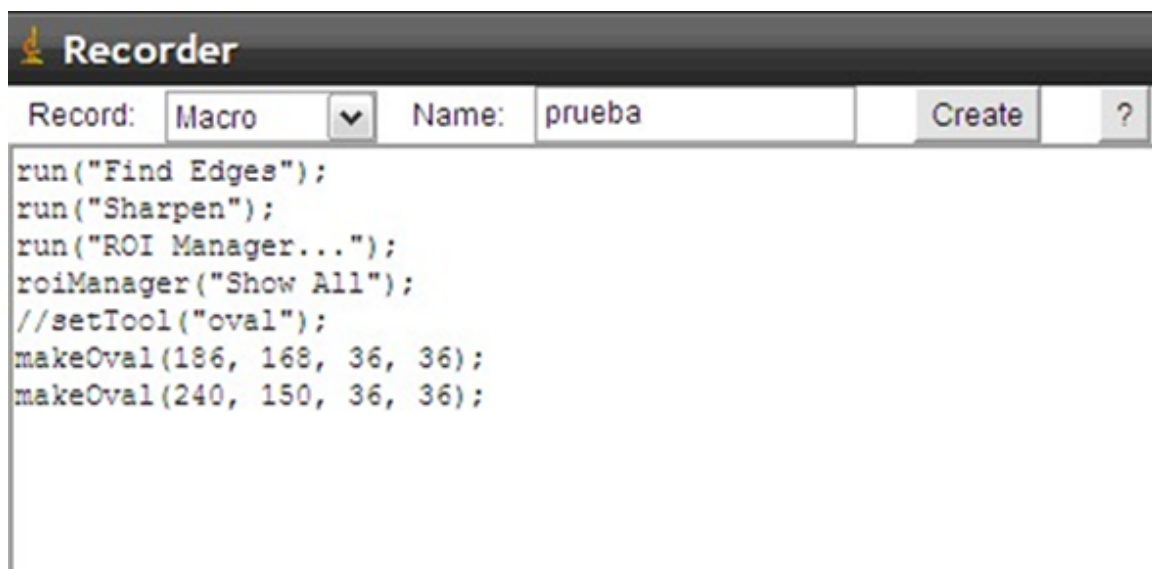 Recorder
Record: Macro Name: prueba Create ?
run("Find Edges");
run("Sharpen");
run("ROI Manager...");
roiManager("Show All");
//setTool("oval");
makeOval(186, 168, 36, 36);
makeOval(240, 150, 36, 36);